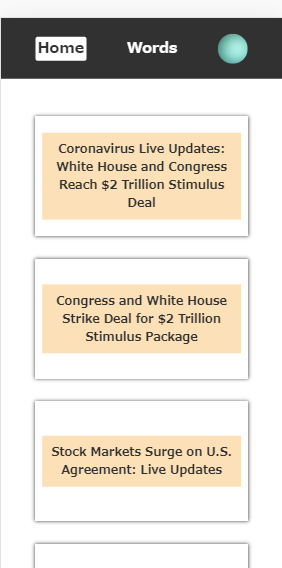 Home Words
Coronavirus Live Updates:
White House and Congress
Reach $2 Trillion Stimulus
Deal
Congress and White House
Strike Deal for $2 Trillion
Stimulus Package
Stock Markets Surge on U.S.
Agreement: Live Updates